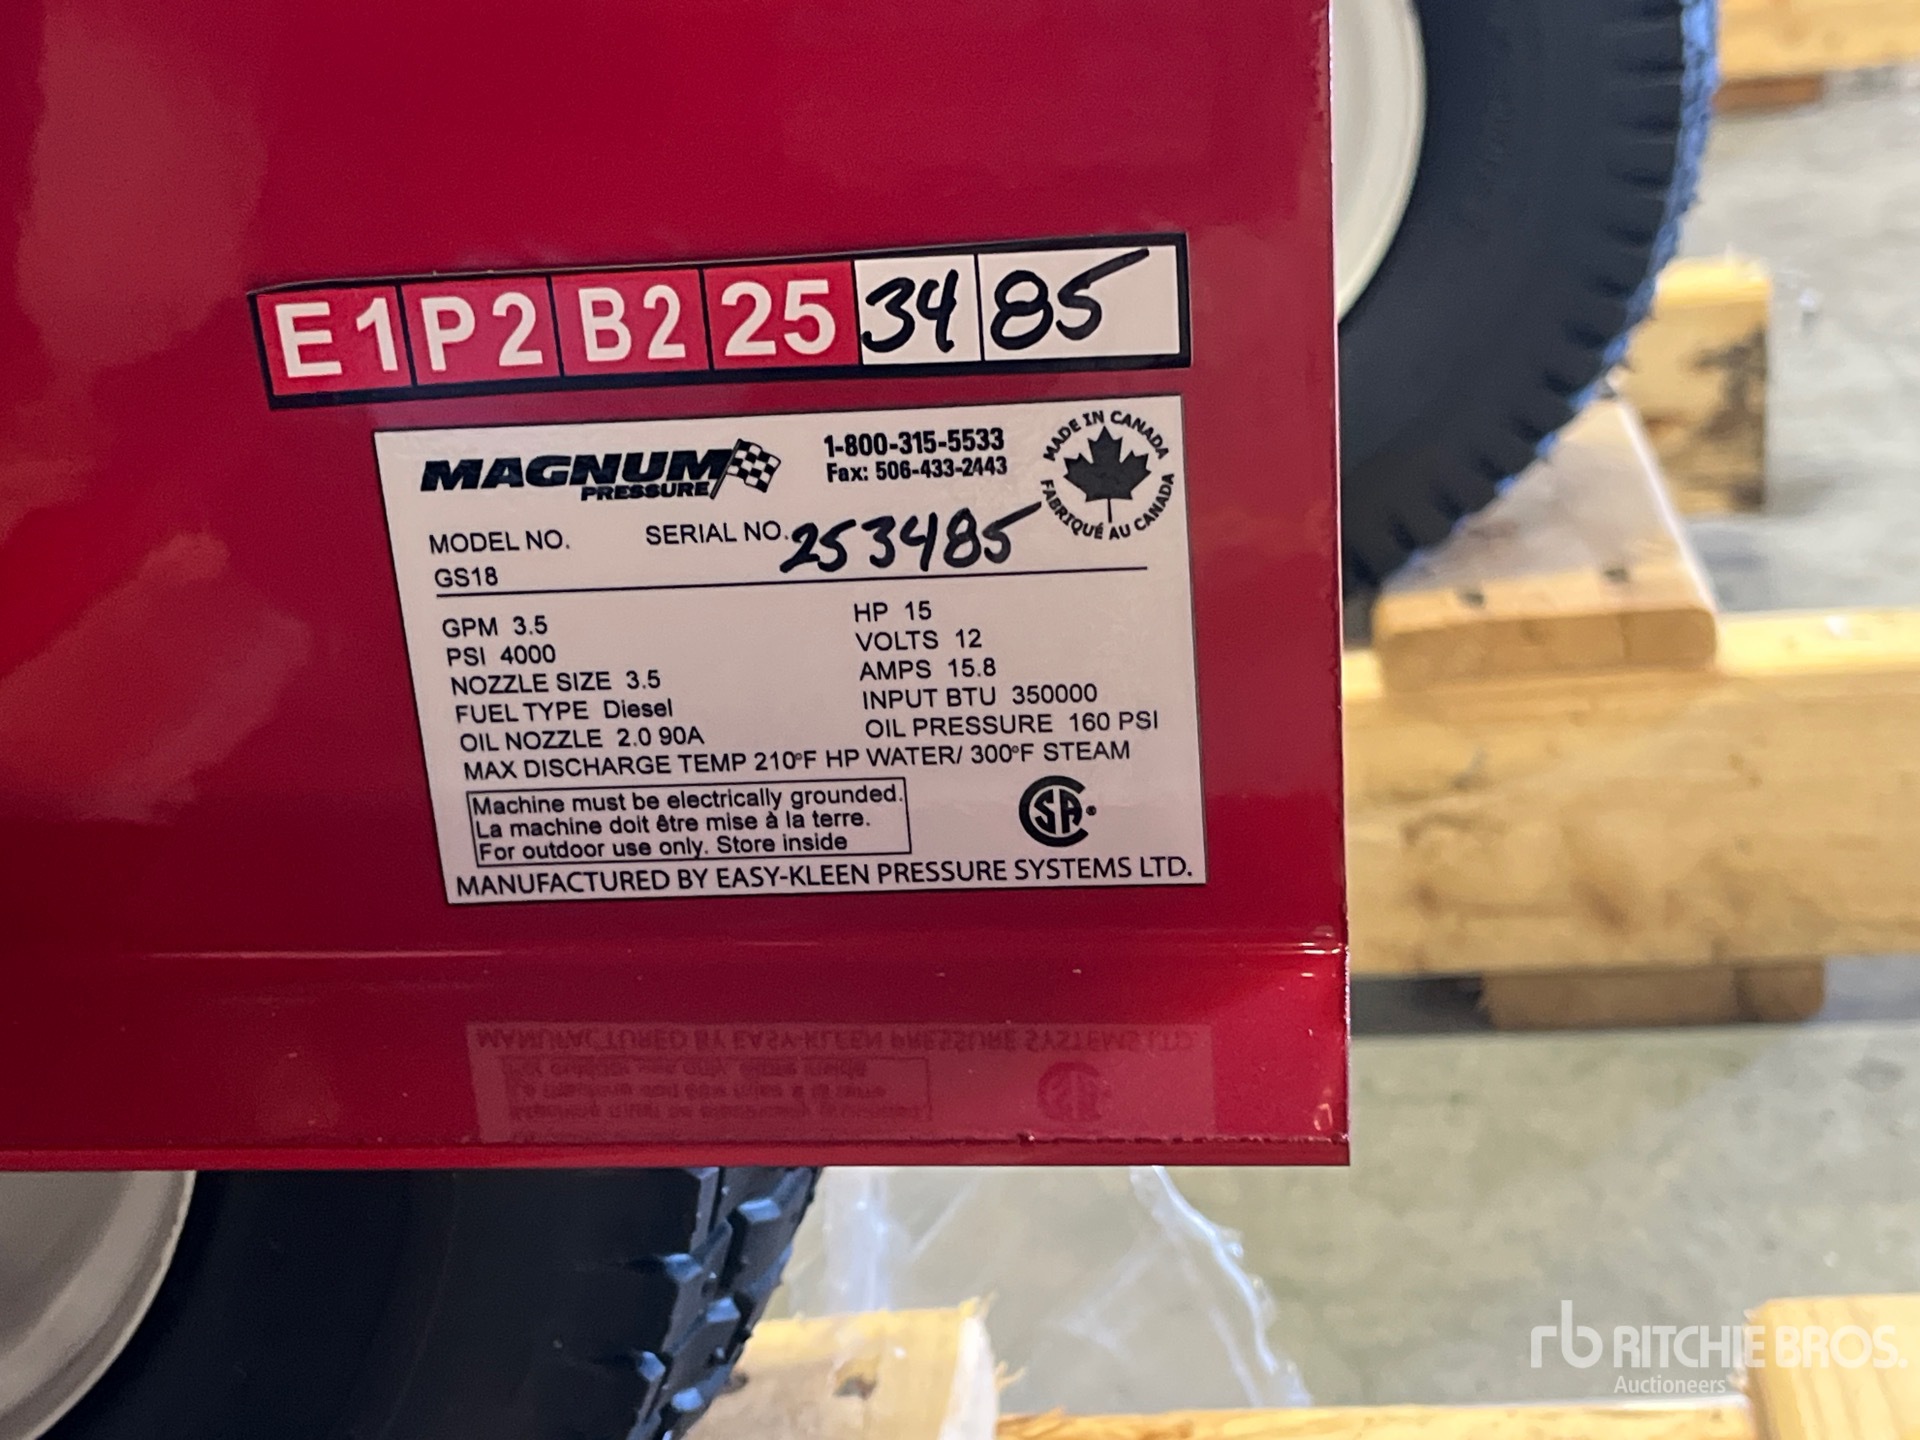 E1 P2 B2 25 34 85
MAGNUM
PRESSURE
1-800-315-5533
Fax: 506-433-2443
MADE IN CANADA
FABRIQUÉ AU CANADA
MODEL NO. SERIAL NO. 253485
GS18
GPM 3.5 HP 15
PSI 4000 VOLTS 12
NOZZLE SIZE 3.5 AMPS 15.8
FUEL TYPE Diesel INPUT BTU 350000
OIL NOZZLE 2.0 90A OIL PRESSURE 160 PSI
MAX DISCHARGE TEMP 210°F HP WATER/ 300°F STEAM
Machine must be electrically grounded.
La machine doit être mise à la terre.
For outdoor use only. Store inside
CSA
MANUFACTURED BY EASY-KLEEN PRESSURE SYSTEMS LTD.
rb RITCHIE BROS.
Auctioneers